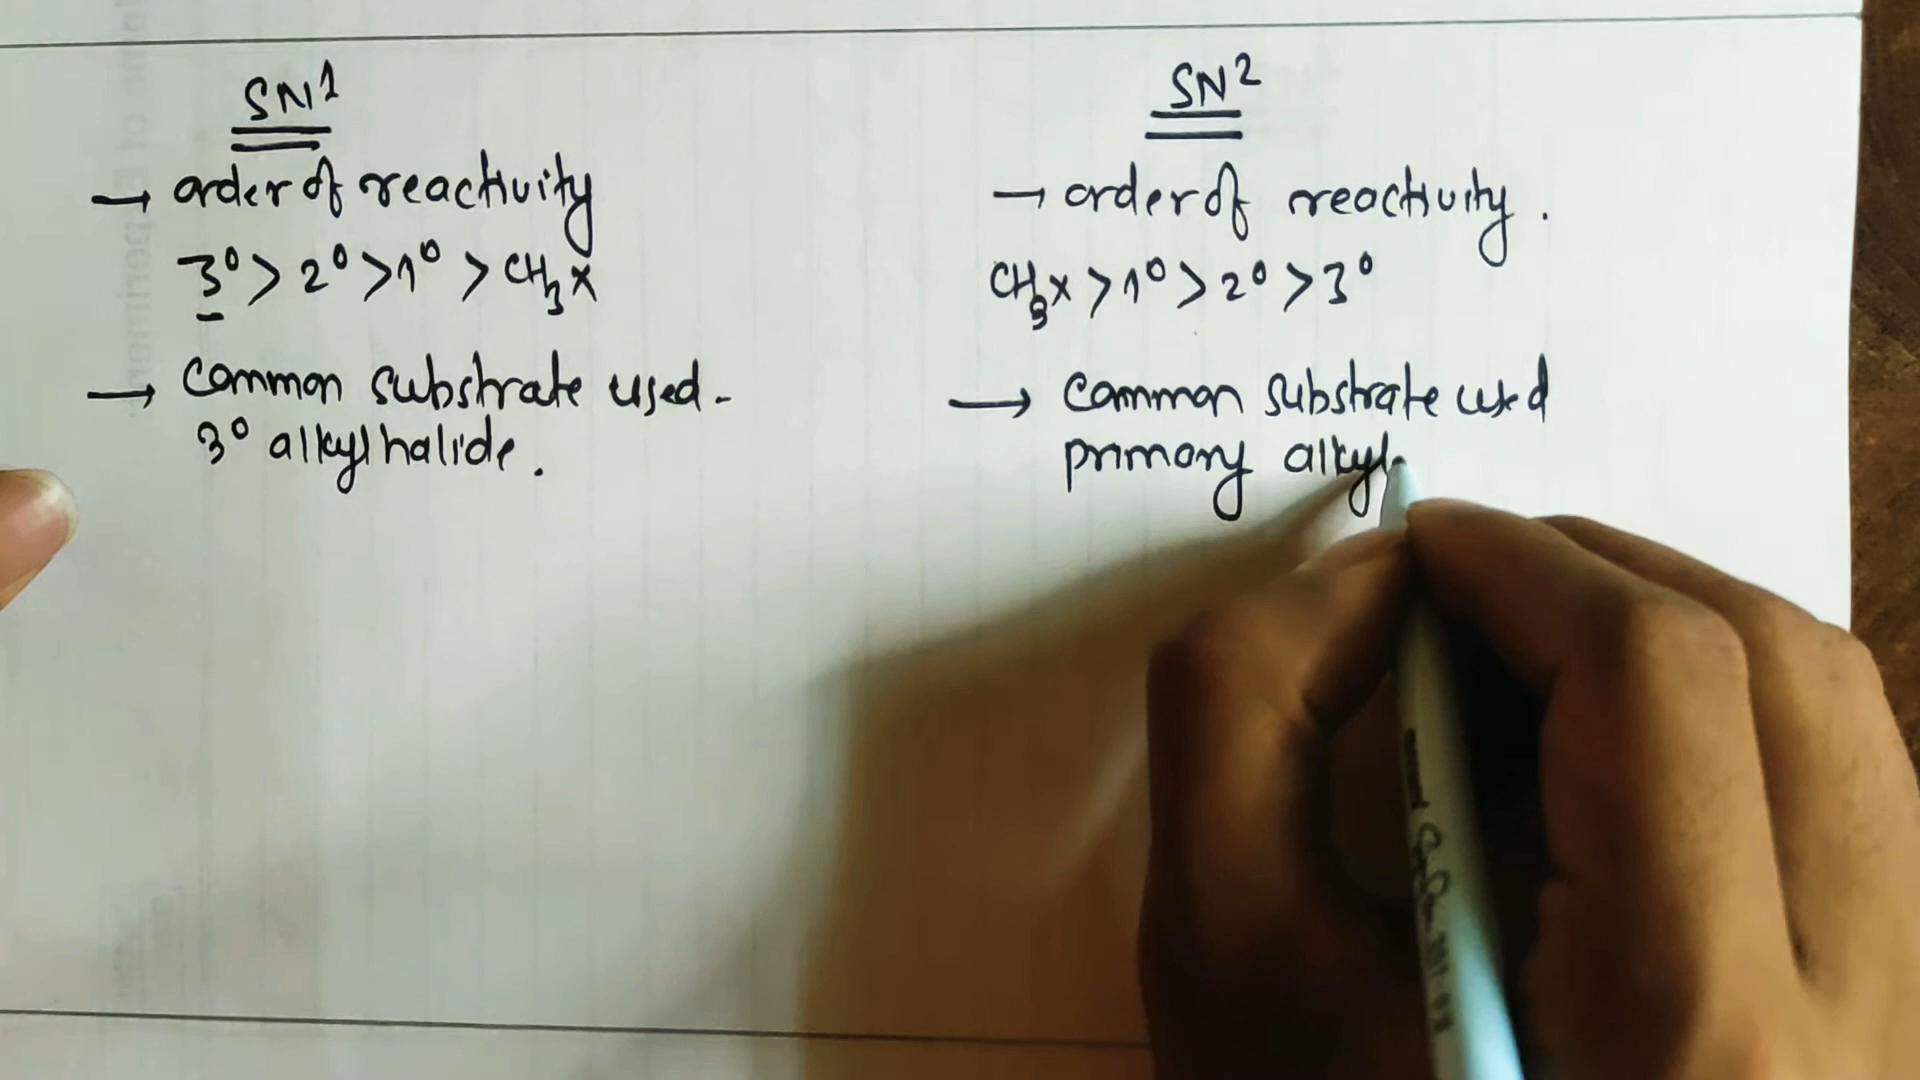 SN1
→ order of reactivity
3° > 2° > 1° > CH3X
→ common substrate used -
3° alkyl halide.
SN2
→ order of reactivity.
CH3X > 1° > 2° > 3°
→ common substrate used
primary alkyl